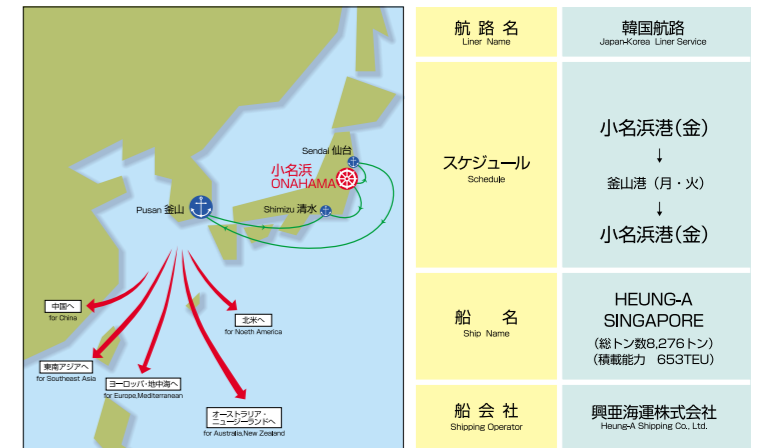 Sendai 仙台
小名浜
ONAHAMA
Pusan 釜山
Shimizu 清水
中国へ
for China
北米へ
for Noeth America
東南アジアへ
for Southeast Asia
ヨーロッパ・地中海へ
for Europe,Mediterranean
オーストラリア・
ニュージーランドへ
for Australia,New Zealand
航路名
Liner Name
韓国航路
Japan-Korea Liner Service
スケジュール
Schedule
小名浜港(金)
↓
釜山港(月・火)
↓
小名浜港(金)
船名
Ship Name
HEUNG-A
SINGAPORE
(総トン数8,276トン)
(積載能力 653TEU)
船会社
Shipping Operator
興亜海運株式会社
Heung-A Shipping Co., Ltd.